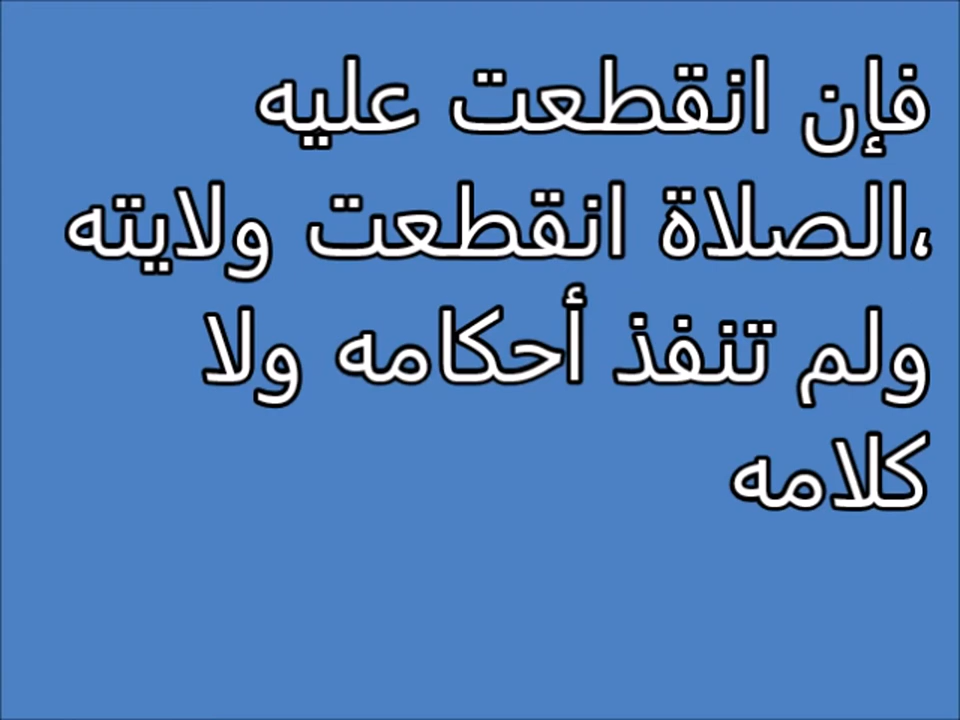 فإن انقطعت عليه
،الصلاة انقطعت ولايته
ولم تنفذ أحكامه ولا
كلامه